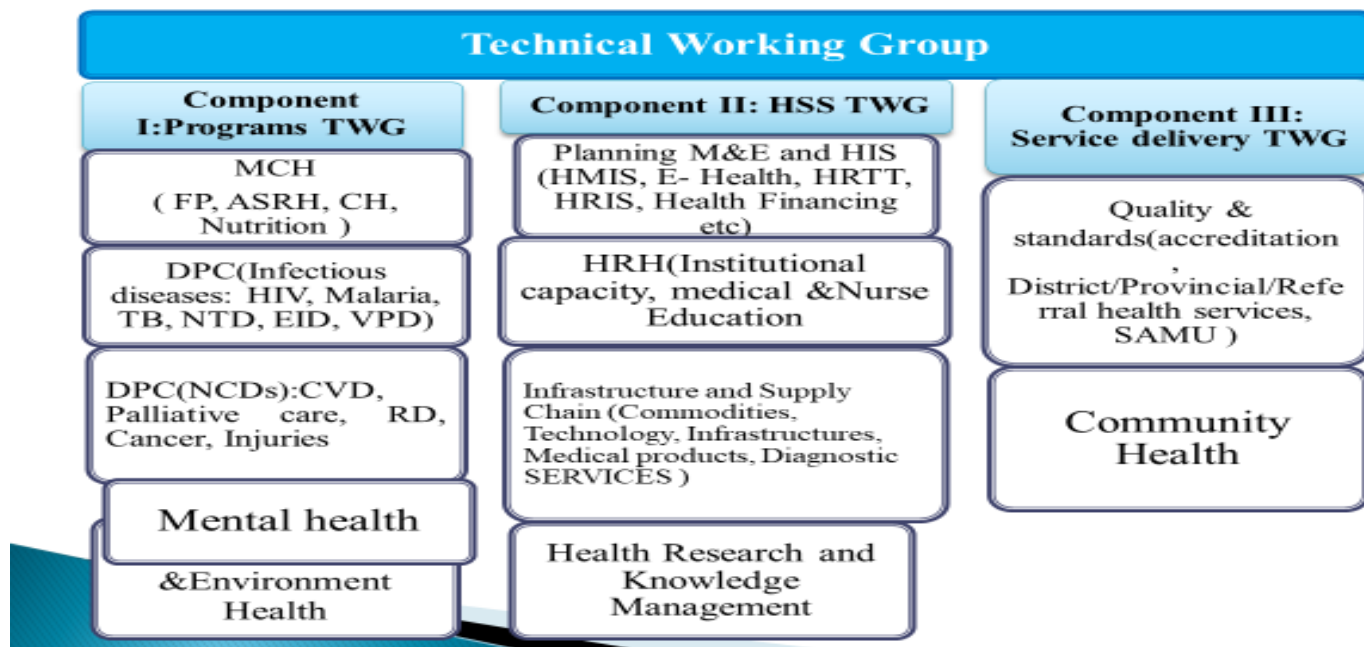 Technical Working Group
Component
I:Programs TWG
MCH
( FP, ASRH, CH,
Nutrition )
DPC(Infectious
diseases: HIV, Malaria,
TB, NTD, EID, VPD)
DPC(NCDs):CVD,
Palliative care, RD,
Cancer, Injuries
Mental health
&Environment
Health
Component II: HSS TWG
Planning M&E and HIS
(HMIS, E- Health, HRTT,
HRIS, Health Financing
etc)
HRH(Institutional
capacity, medical &Nurse
Education
Infrastructure and Supply
Chain (Commodities,
Technology, Infrastructures,
Medical products, Diagnostic
SERVICES )
Health Research and
Knowledge
Management
Component III:
Service delivery TWG
Quality &
standards(accreditation
,
District/Provincial/Refe
rral health services,
SAMU )
Community
Health